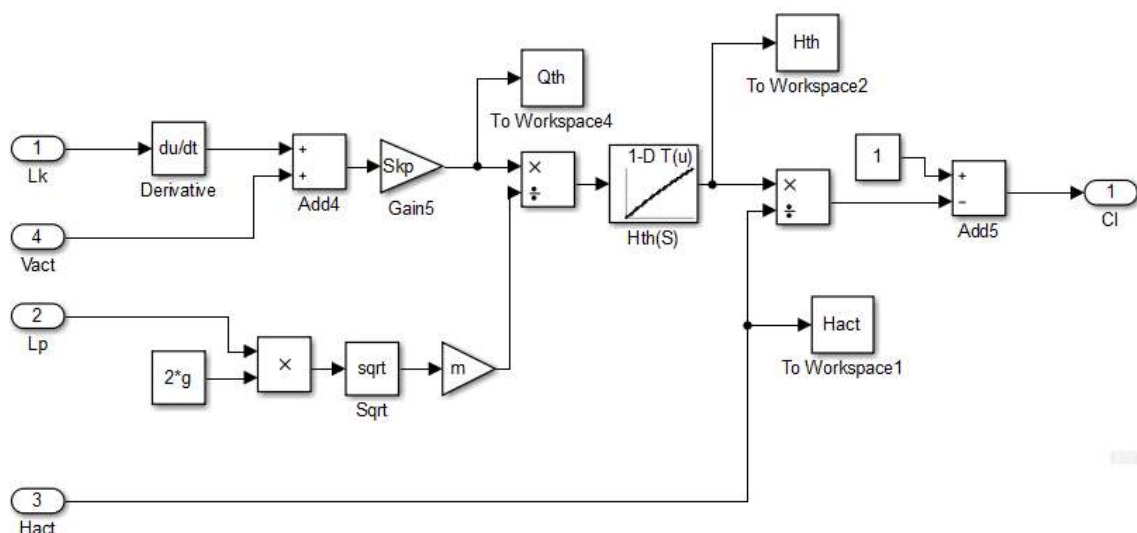 Hth
To Workspace2
Qth
To Workspace4
1
Lk
du/dt
Derivative
+
+
Add4
Skp
Gain5
×
÷
1-D T(u)
Hth(S)
×
÷
1
+
−
Add5
1
Cl
4
Vact
2
Lp
2*g
×
sqrt
Sqrt
m
Hact
To Workspace1
3
Hact